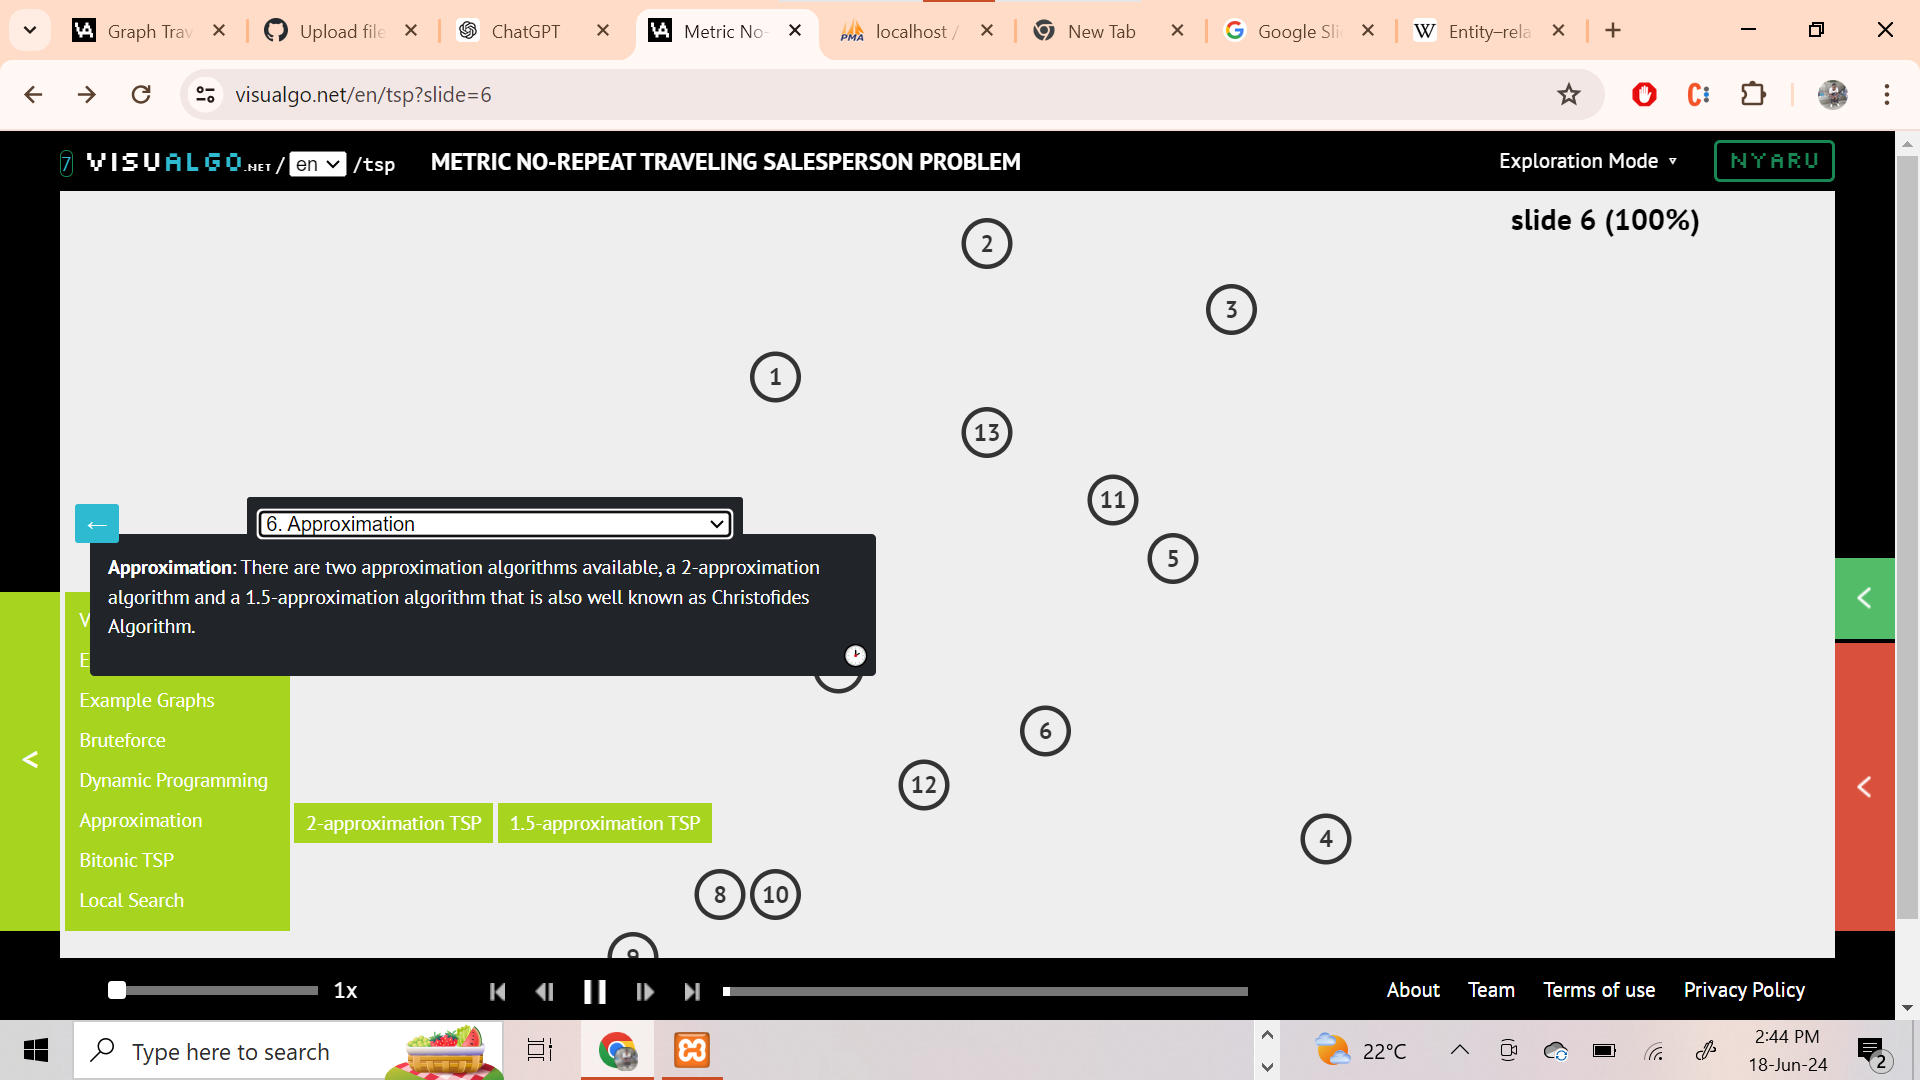 Graph Trav
Upload file
ChatGPT
Metric No-
localhost /
New Tab
Google Sli
Entity–rela
visualgo.net/en/tsp?slide=6
7 VISUALGO.NET / en /tsp
METRIC NO-REPEAT TRAVELING SALESPERSON PROBLEM
Exploration Mode
NYARU
slide 6 (100%)
2
3
1
13
11
5
6. Approximation
Approximation: There are two approximation algorithms available, a 2-approximation
algorithm and a 1.5-approximation algorithm that is also well known as Christofides
Algorithm.
V
E
Example Graphs
Bruteforce
Dynamic Programming
Approximation
Bitonic TSP
Local Search
2-approximation TSP
1.5-approximation TSP
6
12
4
8
10
9
1x
About
Team
Terms of use
Privacy Policy
Type here to search
22°C
2:44 PM
18-Jun-24
2